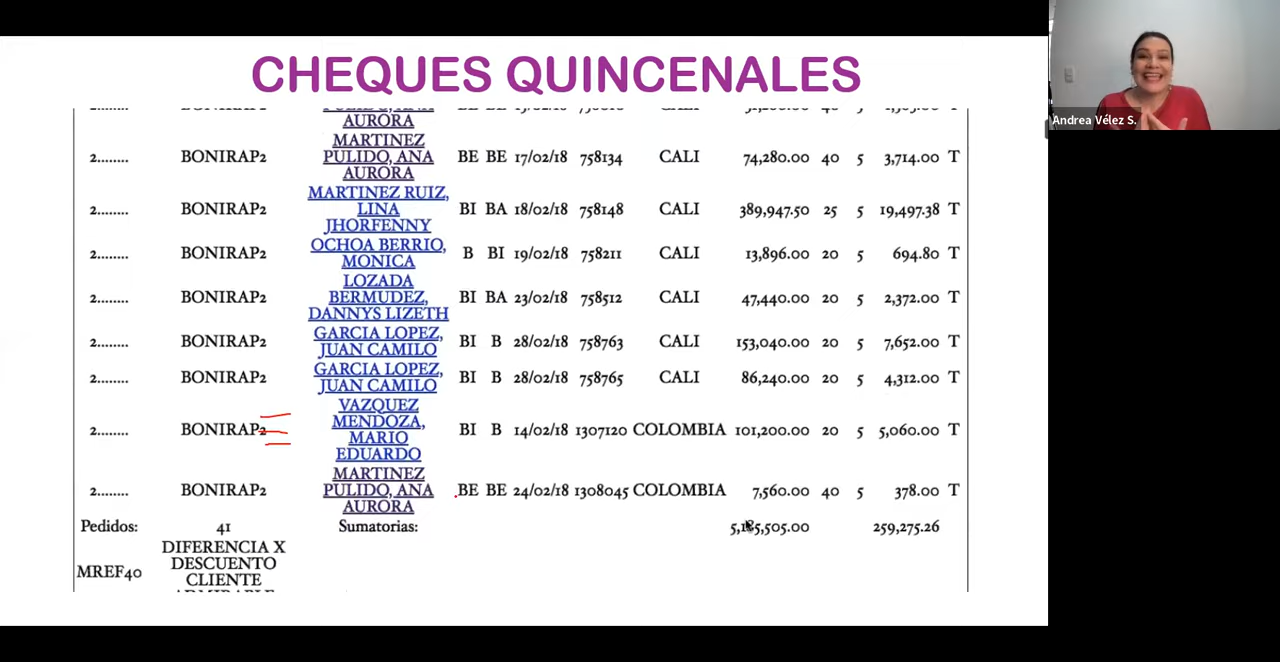 CHEQUES QUINCENALES
Andrea Vélez S.
AURORA
2........ BONIRAP2 MARTINEZ PULIDO, ANA AURORA BE BE 17/02/18 758134 CALI 74,280.00 40 5 3,714.00 T
2........ BONIRAP2 MARTINEZ RUIZ, LINA JHORFENNY BI BA 18/02/18 758148 CALI 389,947.50 25 5 19,497.38 T
2........ BONIRAP2 OCHOA BERRIO, MONICA B BI 19/02/18 758211 CALI 13,896.00 20 5 694.80 T
2........ BONIRAP2 LOZADA BERMUDEZ, DANNYS LIZETH BI BA 23/02/18 758512 CALI 47,440.00 20 5 2,372.00 T
2........ BONIRAP2 GARCIA LOPEZ, JUAN CAMILO BI B 28/02/18 758763 CALI 153,040.00 20 5 7,652.00 T
2........ BONIRAP2 GARCIA LOPEZ, JUAN CAMILO BI B 28/02/18 758765 CALI 86,240.00 20 5 4,312.00 T
2........ BONIRAP2 VAZQUEZ MENDOZA, MARIO EDUARDO BI B 14/02/18 1307120 COLOMBIA 101,200.00 20 5 5,060.00 T
2........ BONIRAP2 MARTINEZ PULIDO, ANA AURORA BE BE 24/02/18 1308045 COLOMBIA 7,560.00 40 5 378.00 T
Pedidos: 41 Sumatorias: 259,275.26
MREF40 DIFERENCIA X DESCUENTO CLIENTE